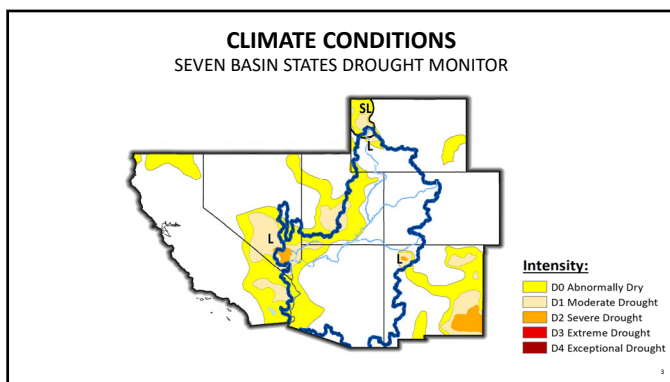 CLIMATE CONDITIONS
SEVEN BASIN STATES DROUGHT MONITOR
SL
L
L
L
Intensity:
D0 Abnormally Dry
D1 Moderate Drought
D2 Severe Drought
D3 Extreme Drought
D4 Exceptional Drought
3